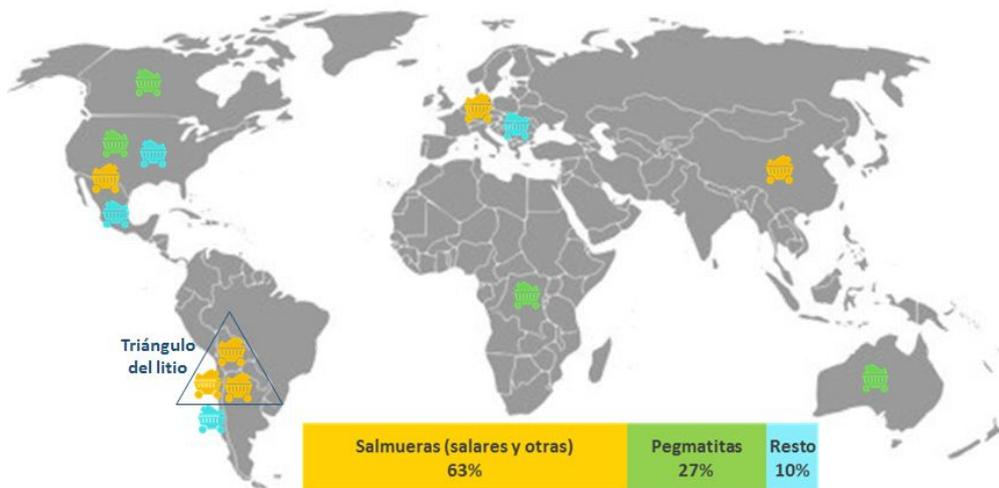 Triángulo
del litio
Salmueras (salares y otras)
63%
Pegmatitas
27%
Resto
10%